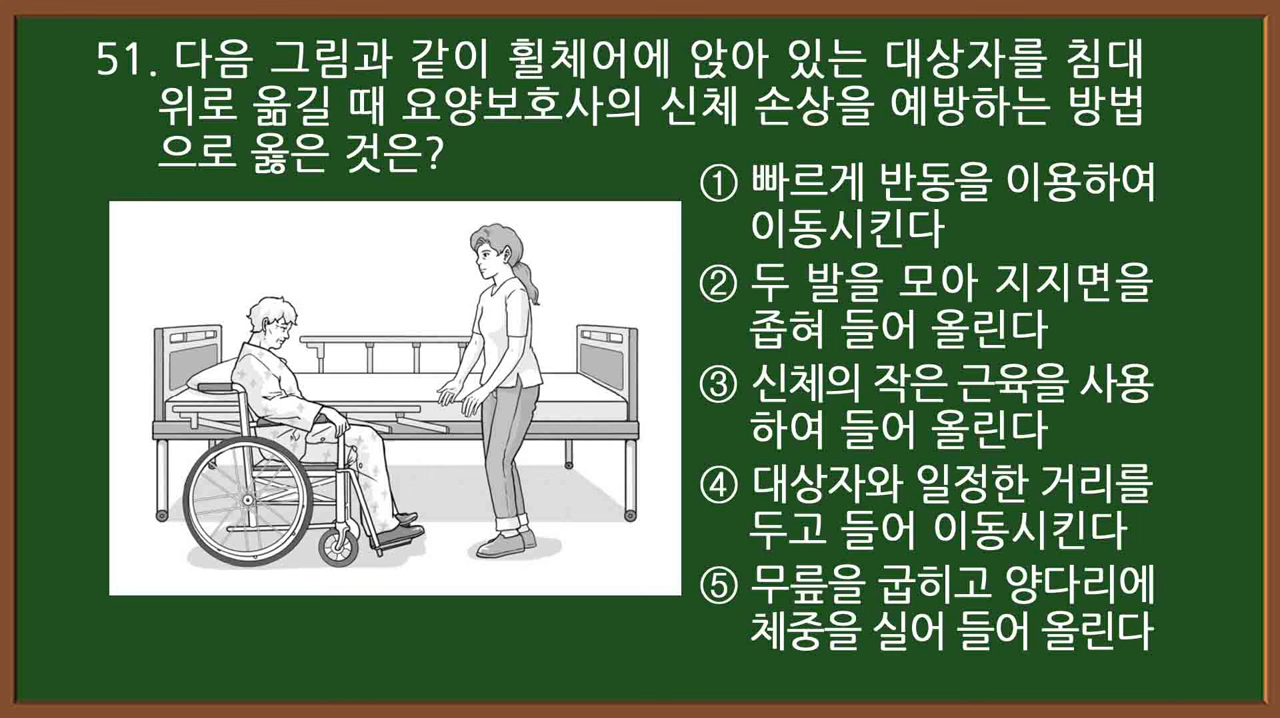 51. 다음 그림과 같이 휠체어에 앉아 있는 대상자를 침대
위로 옮길 때 요양보호사의 신체 손상을 예방하는 방법
으로 옳은 것은?
① 빠르게 반동을 이용하여
이동시킨다
② 두 발을 모아 지지면을
좁혀 들어 올린다
③ 신체의 작은 근육을 사용
하여 들어 올린다
④ 대상자와 일정한 거리를
두고 들어 이동시킨다
⑤ 무릎을 굽히고 양다리에
체중을 실어 들어 올린다